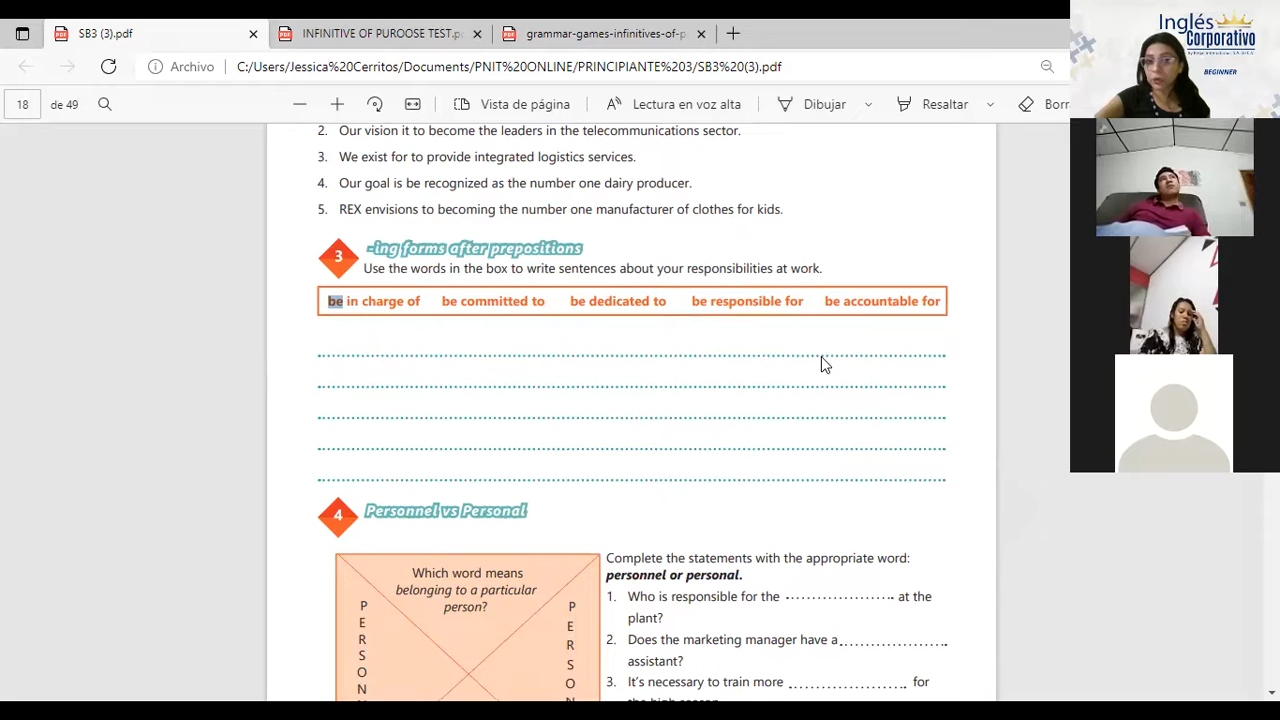 SB3 (3).pdf
INFINITIVE OF PUROOSE TEST.p
grammar-games-infinitives-of-p
Archivo
C:/Users/Jessica%20Cerritos/Documents/PNIT%20ONLINE/PRINCIPIANTE%203/SB3%20(3).pdf
18
de 49
Vista de página
Lectura en voz alta
Dibujar
Resaltar
Borr
Inglés
Corporativo
BEGINNER
2. Our vision it to become the leaders in the telecommunications sector.
3. We exist for to provide integrated logistics services.
4. Our goal is be recognized as the number one dairy producer.
5. REX envisions to becoming the number one manufacturer of clothes for kids.
3 -ing forms after prepositions
Use the words in the box to write sentences about your responsibilities at work.
be in charge of be committed to be dedicated to be responsible for be accountable for
4 Personnel vs Personal
Which word means
belonging to a particular
person?
P
E
R
S
O
N
P
E
R
S
O
N
Complete the statements with the appropriate word:
personnel or personal.
1. Who is responsible for the .................... at the
plant?
2. Does the marketing manager have a ....................
assistant?
3. It's necessary to train more .................... for
the high season